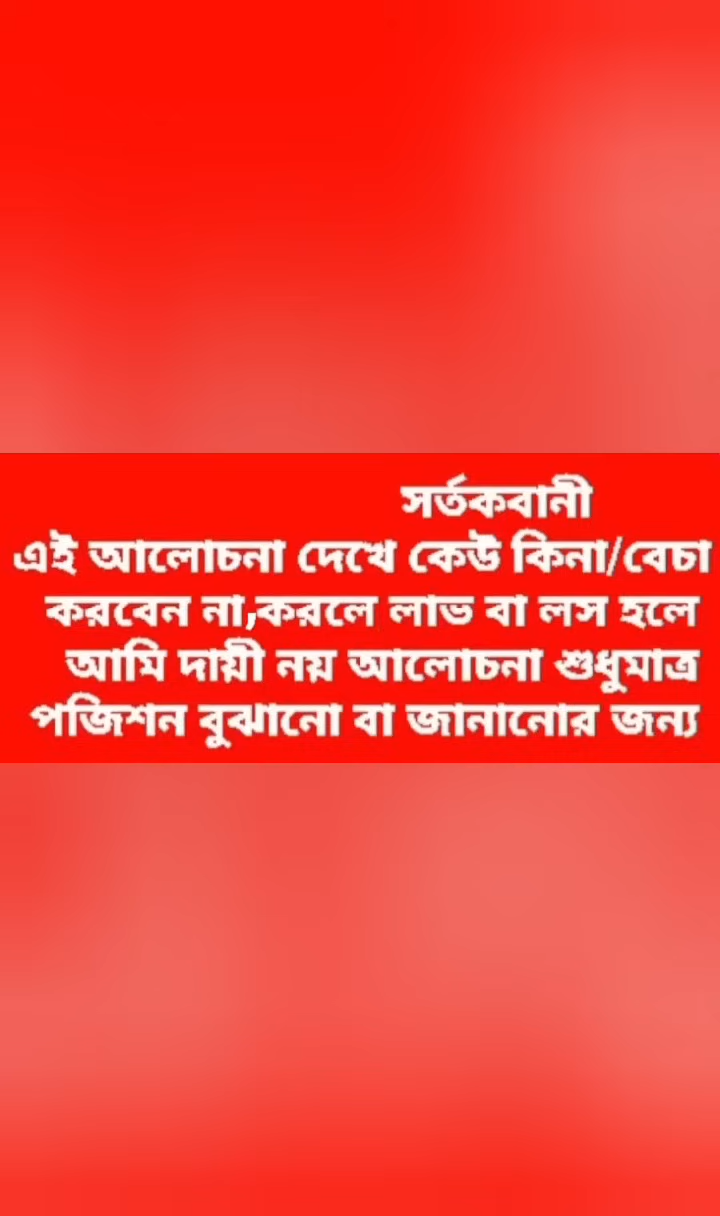 সর্তকবানী
এই আলোচনা দেখে কেউ কিনা/বেচা
করবেন না,করলে লাভ বা লস হলে
আমি দায়ী নয় আলোচনা শুধুমাত্র
পজিশন বুঝানো বা জানানোর জন্য